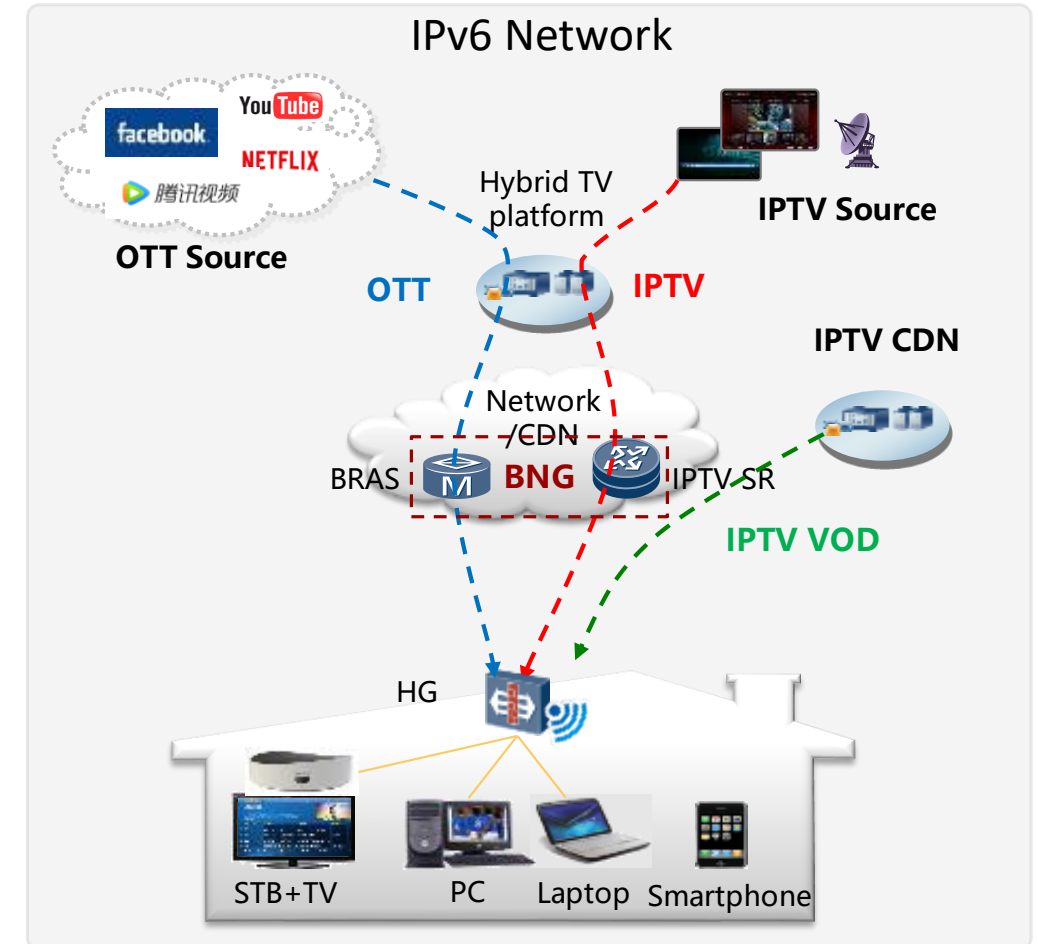 IPv6 Network
facebook
YouTube
NETFLIX
腾讯视频
OTT Source
Hybrid TV
platform
IPTV Source
OTT
IPTV
IPTV CDN
Network
/CDN
BRAS
M
BNG
IPTV SR
IPTV VOD
HG
STB+TV
PC
Laptop
Smartphone